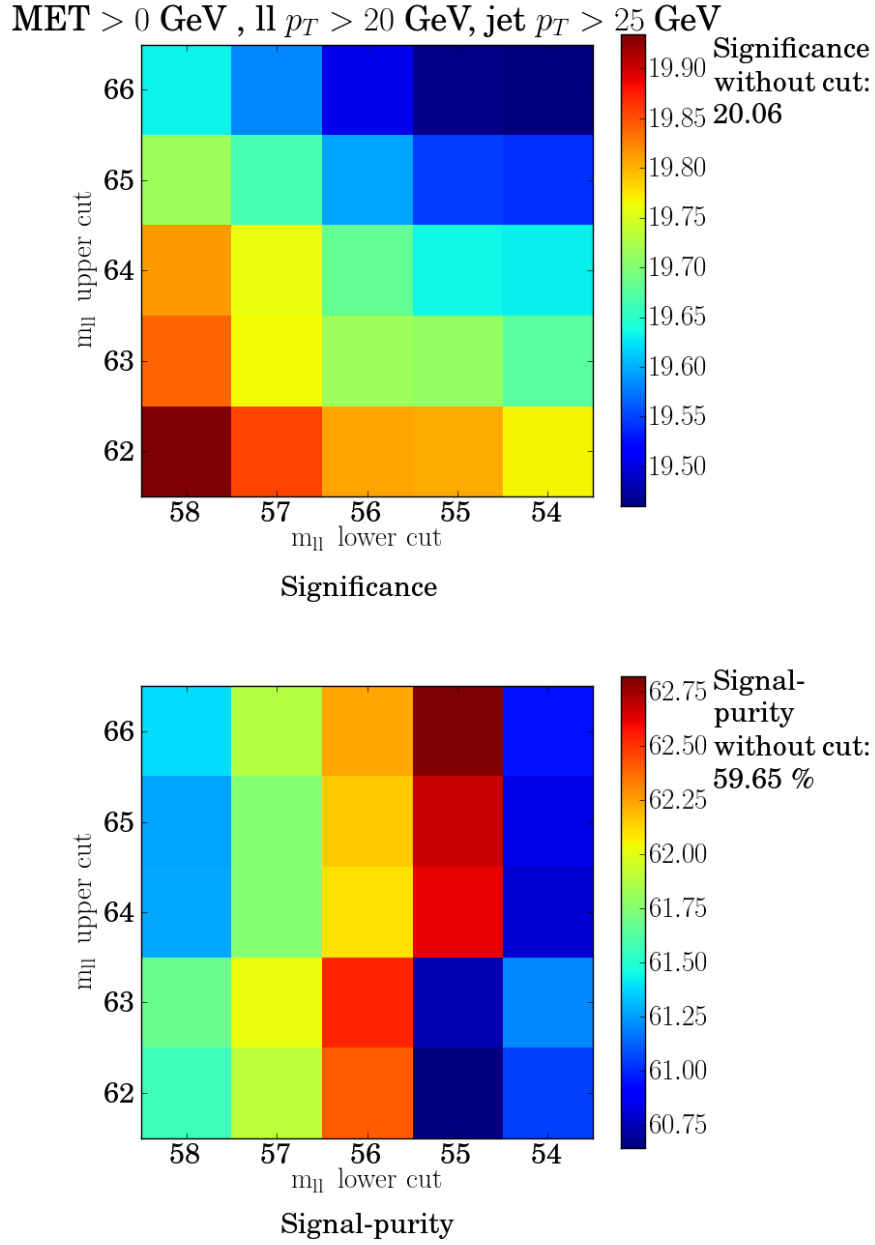 MET > 0 GeV , ll p_T > 20 GeV, jet p_T > 25 GeV
Significance
without cut:
20.06
19.90
19.85
19.80
19.75
19.70
19.65
19.60
19.55
19.50
m_ll upper cut
66
65
64
63
62
58 57 56 55 54
m_ll lower cut
Significance
Signal-
purity
without cut:
59.65 %
62.75
62.50
62.25
62.00
61.75
61.50
61.25
61.00
60.75
m_ll upper cut
66
65
64
63
62
58 57 56 55 54
m_ll lower cut
Signal-purity